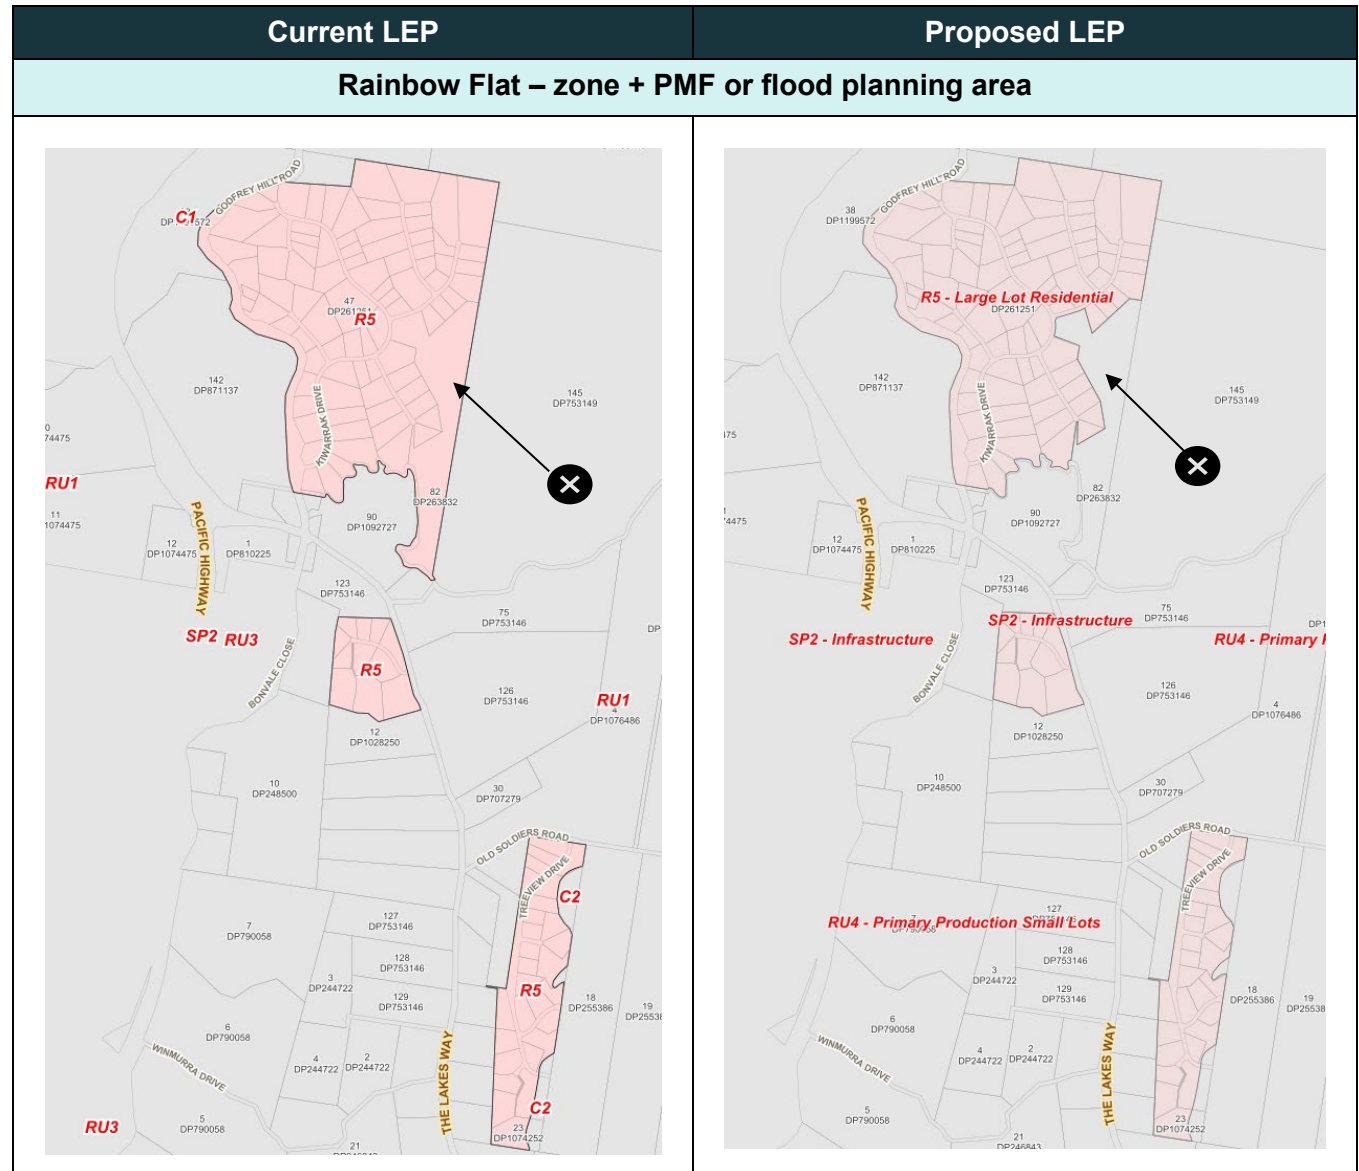 Current LEP
Proposed LEP
Rainbow Flat – zone + PMF or flood planning area
GODFREY HILL ROAD
C1
47
R5
142
DP871137
145
DP753149
KIWARRAK DRIVE
74475
RU1
11
1074475
82
DP263832
90
DP1092727
PACIFIC HIGHWAY
12
DP1074475
1
DP810225
123
DP753146
75
DP753146
SP2
RU3
BONVALE CLOSE
R5
126
DP753146
RU1
4
DP1076486
12
DP1028250
10
DP248500
30
DP707279
OLD SOLDIERS ROAD
TREEVIEW DRIVE
C2
7
DP790058
127
DP753146
128
DP753146
3
DP244722
129
DP753146
R5
18
DP255386
19
6
DP790058
WINMURRA DRIVE
4
DP244722
2
DP244722
THE LAKES WAY
C2
RU3
5
DP790058
23
DP1074252
21
GODFREY HILL ROAD
38
DP1199572
R5 - Large Lot Residential
DP261251
142
DP871137
145
DP753149
KIWARRAK DRIVE
82
DP263832
90
DP1092727
PACIFIC HIGHWAY
12
DP1074475
1
DP810225
123
DP753146
75
DP753146
SP2 - Infrastructure
SP2 - Infrastructure
RU4 - Primary
BONVALE CLOSE
126
DP753146
4
DP1076486
12
DP1028250
10
DP248500
30
DP707279
OLD SOLDIERS ROAD
TREEVIEW DRIVE
127
RU4 - Primary Production Small Lots
128
DP753146
3
DP244722
129
DP753146
18
DP255386
19
6
DP790058
WINMURRA DRIVE
4
DP244722
2
DP244722
THE LAKES WAY
5
DP790058
23
DP1074252
21
DP246843